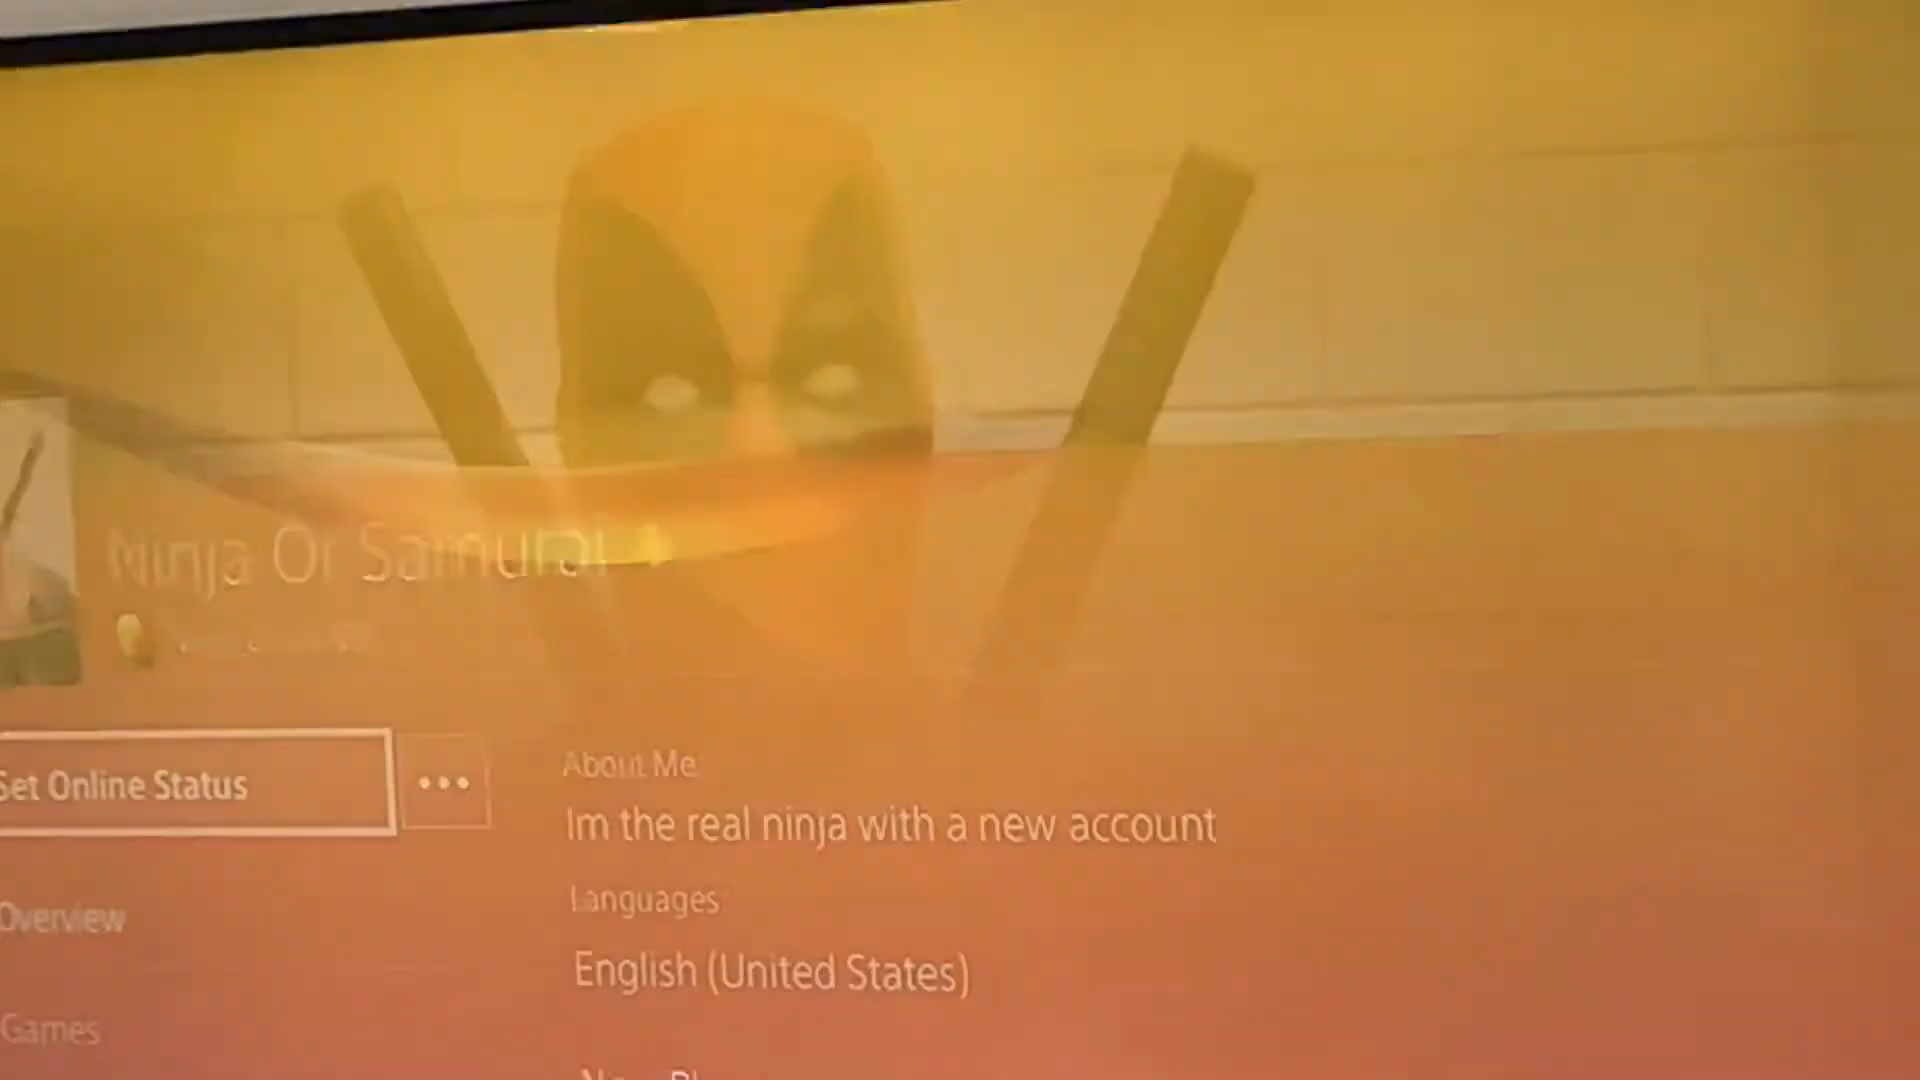 Ninja Or Samurai
Set Online Status
About Me
Im the real ninja with a new account
Languages:
English (United States)
Overview
Games